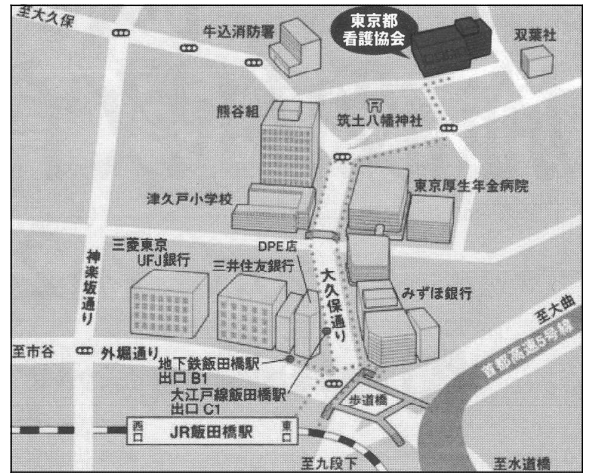 至大久保
牛込消防署
東京都
看護協会
双葉社
熊谷組
筑土八幡神社
津久戸小学校
東京厚生年金病院
三菱東京
UFJ銀行
神楽坂通り
DPE店
三井住友銀行
大久保通り
みずほ銀行
至大曲
首都高速5号線
至市谷
外堀通り
地下鉄飯田橋駅
出口 B1
大江戸線飯田橋駅
出口 C1
歩道橋
西口
JR飯田橋駅
東口
至九段下
至水道橋